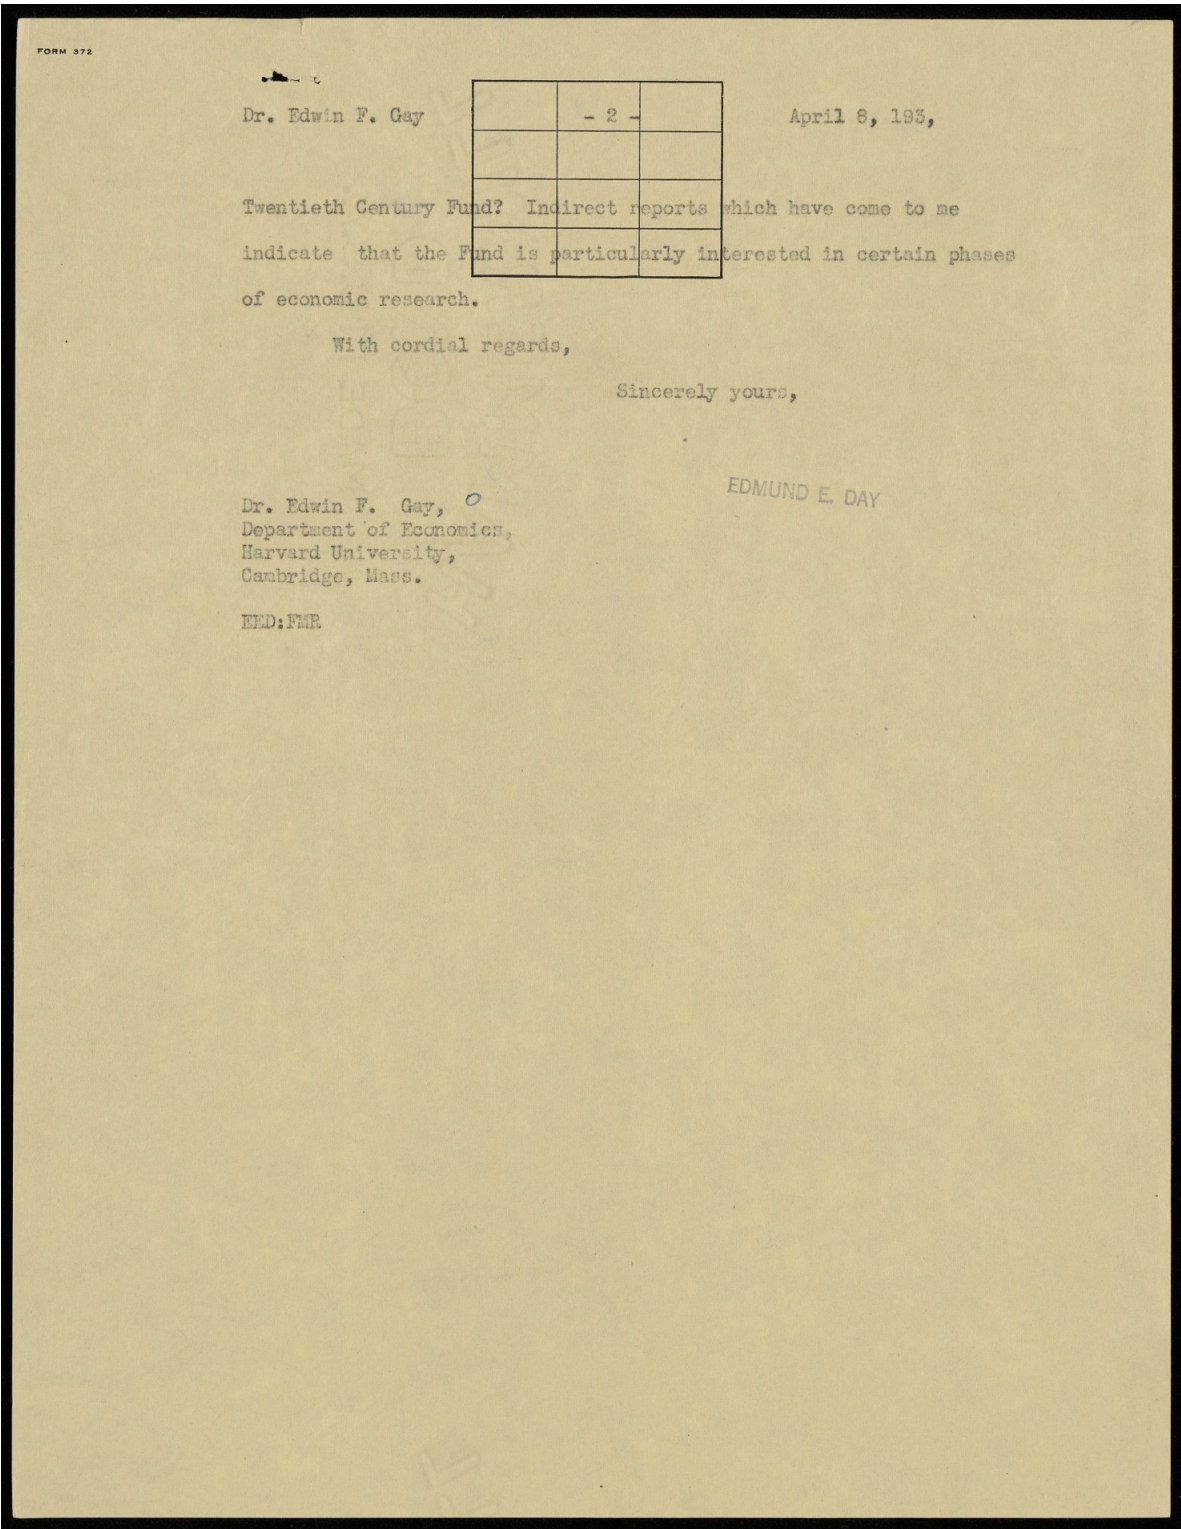 FORM 372
Dr. Edwin F. Gay - 2 - April 8, 193,
Twentieth Century Fund? Indirect reports which have come to me
indicate that the Fund is particularly interested in certain phases
of economic research.
With cordial regards,
Sincerely yours,
EDMUND E. DAY
Dr. Edwin F. Gay,
Department of Economics,
Harvard University,
Cambridge, Mass.
EED:FMR